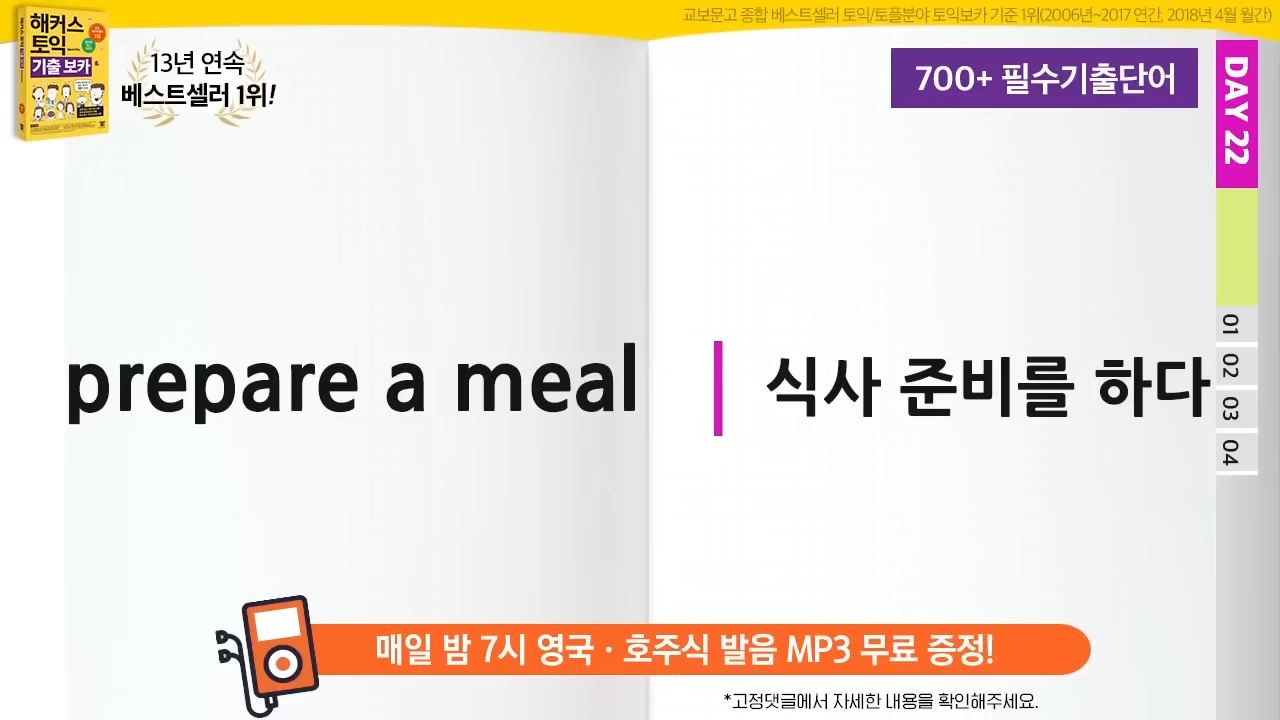 교보문고 종합 베스트셀러 토익/토플분야 토익보카 기준 1위(2006년~2017 연간, 2018년 4월 월간)
해커스
토익
기출 보카
13년 연속
베스트셀러 1위!
700+ 필수기출단어
DAY 22
prepare a meal
식사 준비를 하다
01
02
03
04
매일 밤 7시 영국 · 호주식 발음 MP3 무료 증정!
*고정댓글에서 자세한 내용을 확인해주세요.